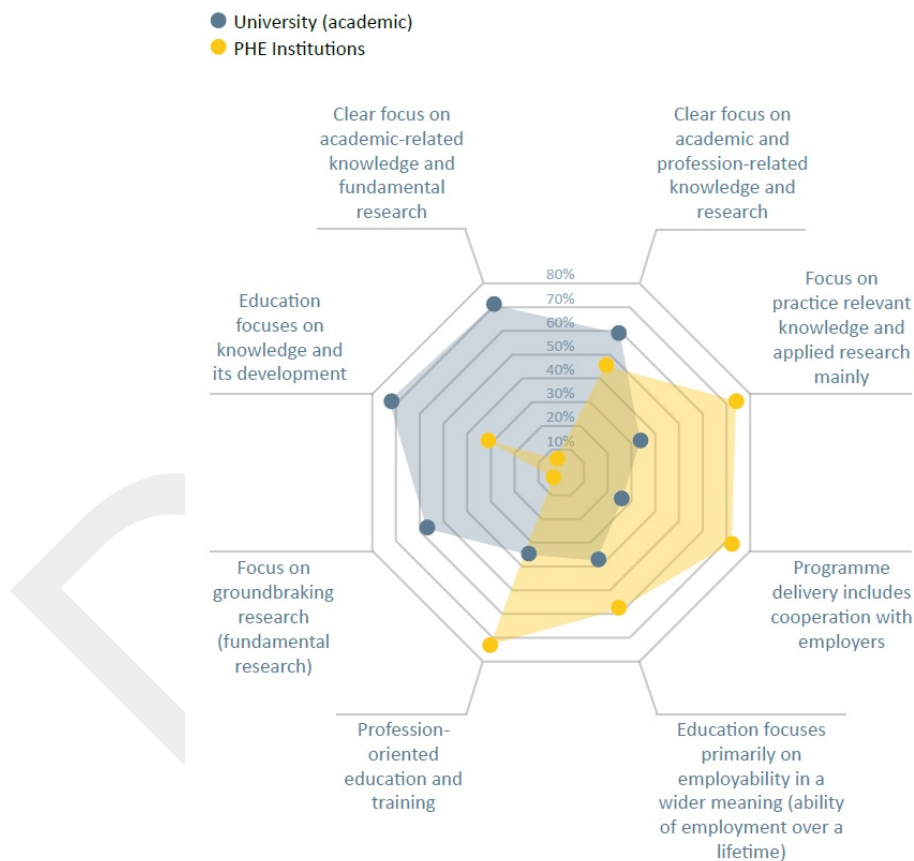 University (academic)
PHE Institutions
Clear focus on
academic-related
knowledge and
fundamental
research
Clear focus on
academic and
profession-related
knowledge and
research
80%
70%
60%
50%
40%
30%
20%
10%
Education
focuses on
knowledge and
its development
Focus on
practice relevant
knowledge and
applied research
mainly
Focus on
groundbraking
research
(fundamental
research)
Programme
delivery includes
cooperation with
employers
Profession-
oriented
education and
training
Education focuses
primarily on
employability in a
wider meaning (ability
of employment over a
lifetime)